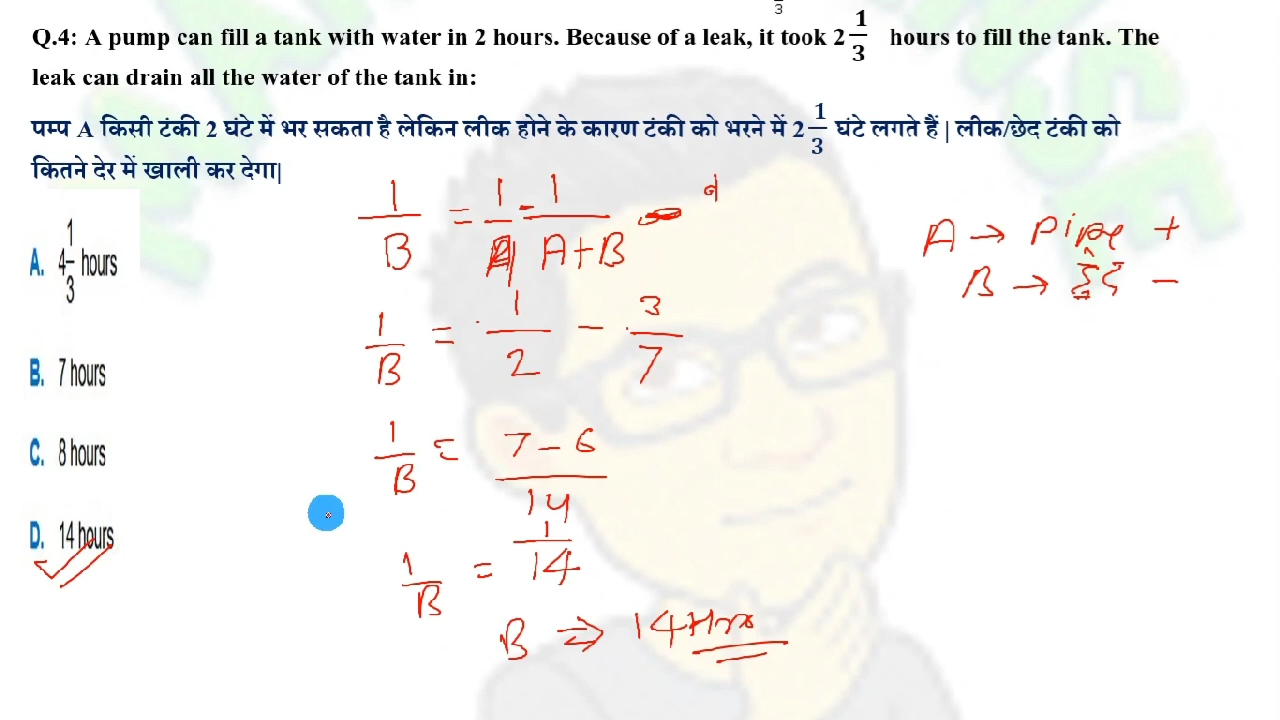 Q.4: A pump can fill a tank with water in 2 hours. Because of a leak, it took 2 1/3 hours to fill the tank. The
leak can drain all the water of the tank in:
पम्प A किसी टंकी 2 घंटे में भर सकता है लेकिन लीक होने के कारण टंकी को भरने में 2 1/3 घंटे लगते हैं | लीक/छेद टंकी को
कितने देर में खाली कर देगा|
A. 4 1/3 hours
B. 7 hours
C. 8 hours
D. 14 hours
1/B = 1/A - 1/A+B
1/B = 1/2 - 3/7
1/B = 7-6/14
1/B = 1/14
B ⇒ 14 Hrs
A → Pipe +
B → छेद -